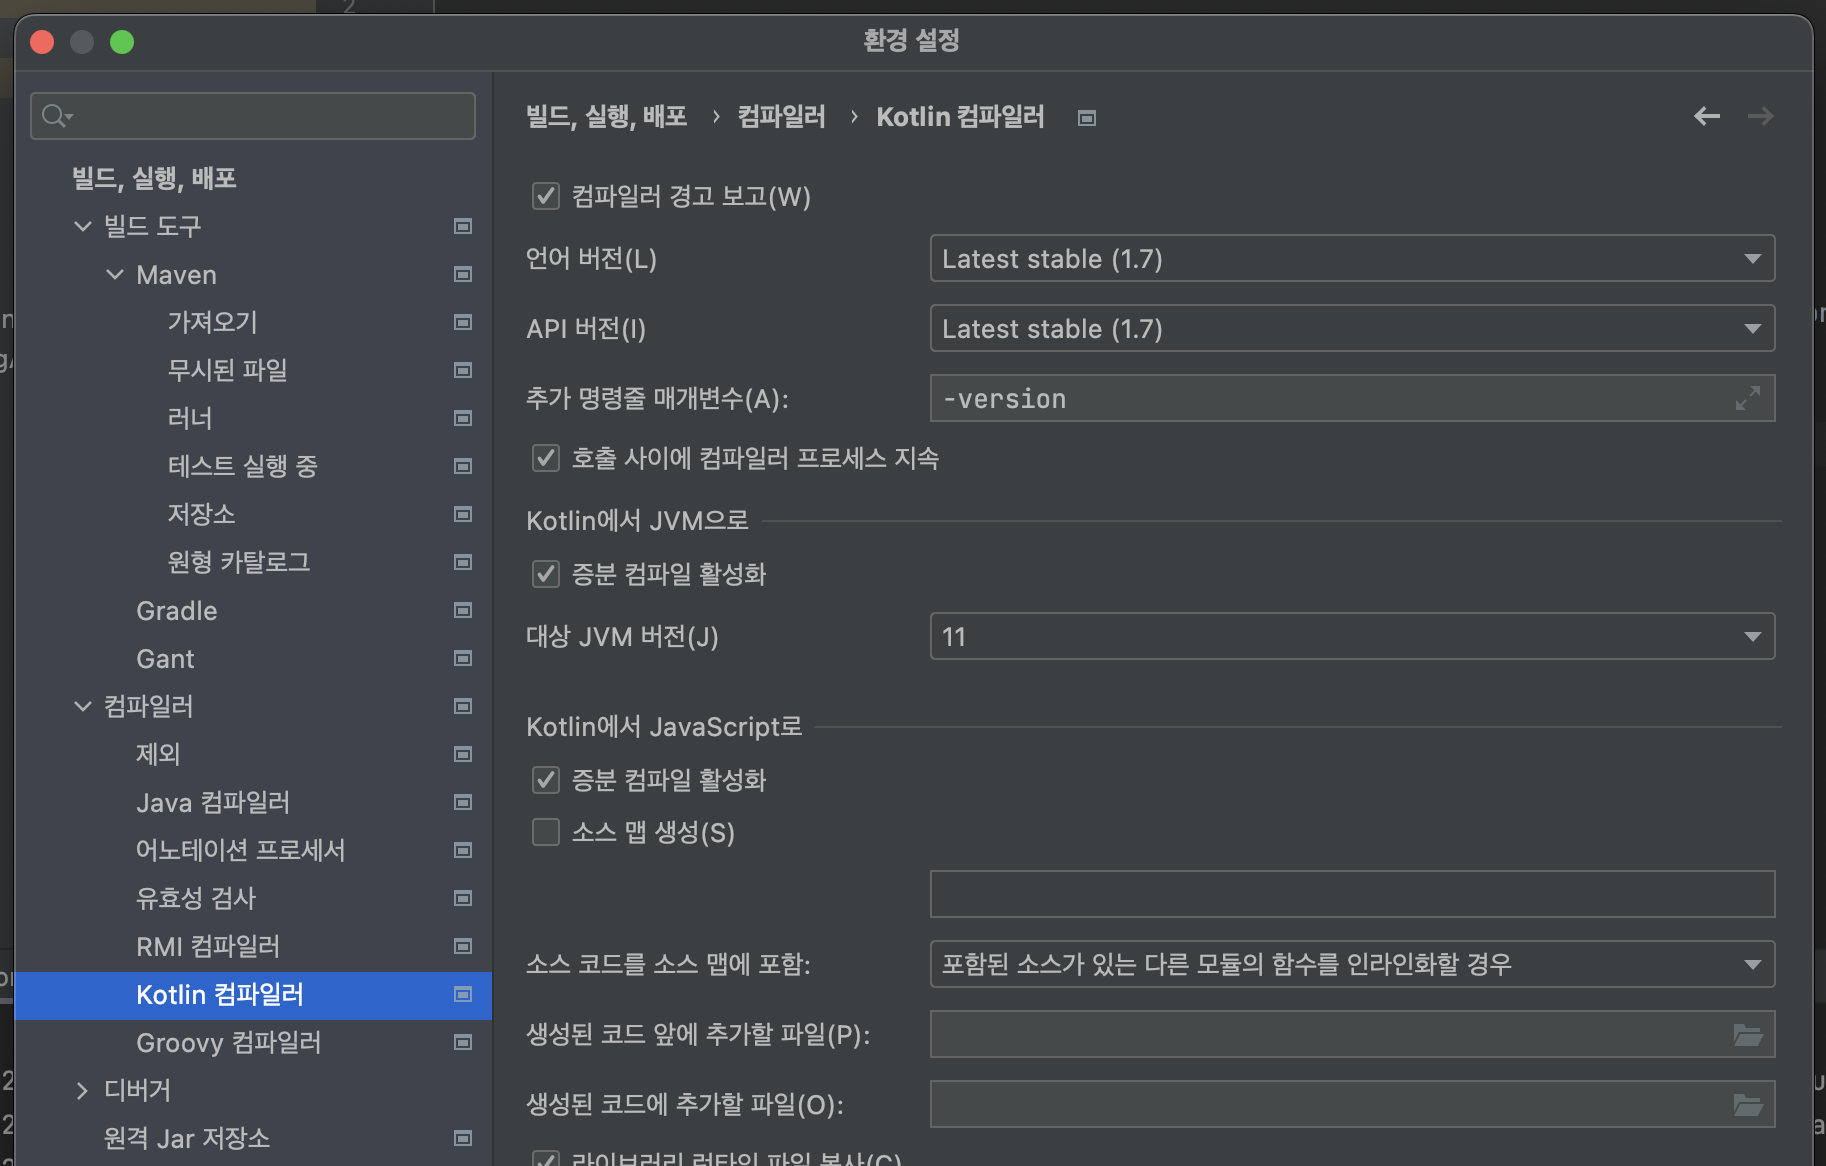 2
환경 설정
빌드, 실행, 배포
빌드 도구
Maven
가져오기
무시된 파일
러너
테스트 실행 중
저장소
원형 카탈로그
Gradle
Gant
컴파일러
제외
Java 컴파일러
어노테이션 프로세서
유효성 검사
RMI 컴파일러
Kotlin 컴파일러
Groovy 컴파일러
디버거
원격 Jar 저장소
빌드, 실행, 배포 › 컴파일러 › Kotlin 컴파일러
컴파일러 경고 보고(W)
언어 버전(L) Latest stable (1.7)
API 버전(I) Latest stable (1.7)
추가 명령줄 매개변수(A): -version
호출 사이에 컴파일러 프로세스 지속
Kotlin에서 JVM으로
증분 컴파일 활성화
대상 JVM 버전(J) 11
Kotlin에서 JavaScript로
증분 컴파일 활성화
소스 맵 생성(S)
소스 코드를 소스 맵에 포함: 포함된 소스가 있는 다른 모듈의 함수를 인라인화할 경우
생성된 코드 앞에 추가할 파일(P):
생성된 코드에 추가할 파일(O):
라이브러리 런타임 파일 복사(C)